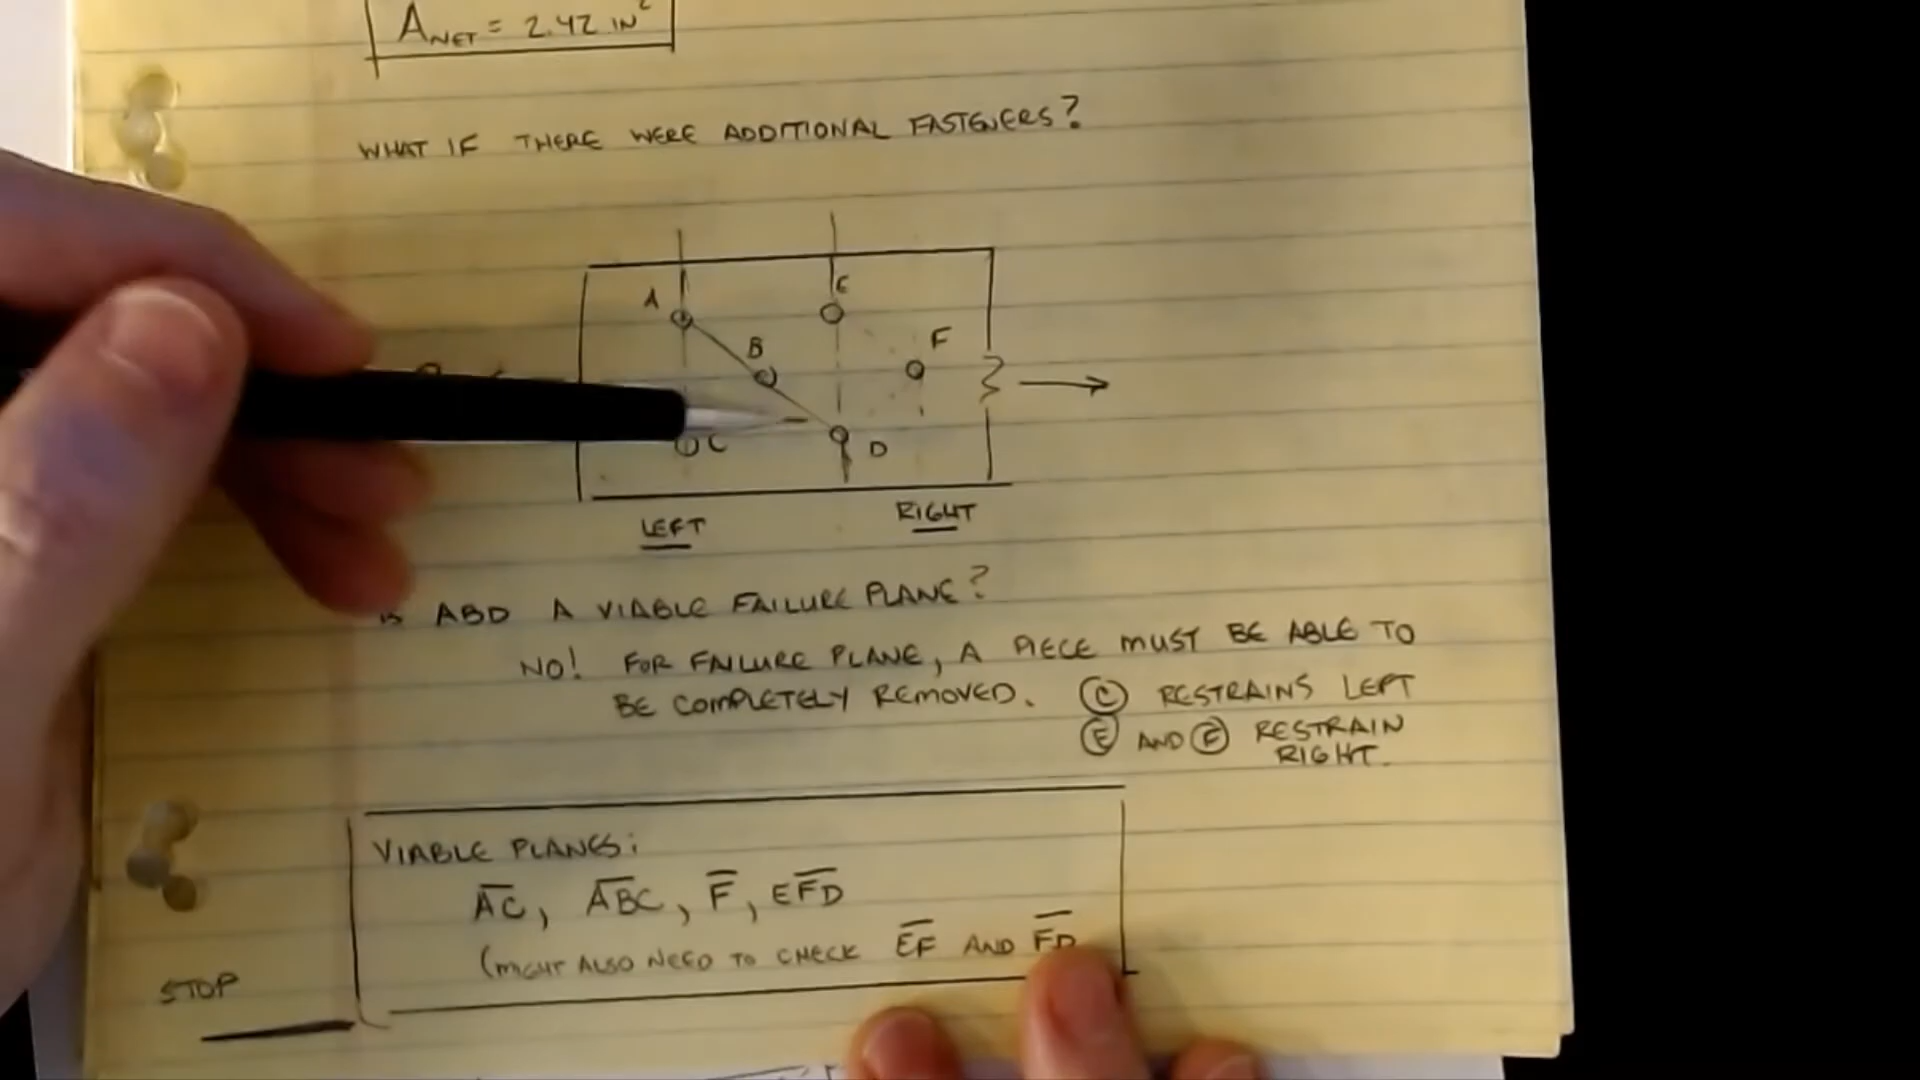 ANET = 2.42 IN²
WHAT IF THERE WERE ADDITIONAL FASTENERS?
A
E
B
F
C
D
LEFT
RIGHT
IS ABD A VIABLE FAILURE PLANE?
NO! FOR FAILURE PLANE, A PIECE MUST BE ABLE TO
BE COMPLETELY REMOVED. C RESTRAINS LEFT
E AND F RESTRAIN
RIGHT.
VIABLE PLANES:
AC, ABC, F, EFD
(MIGHT ALSO NEED TO CHECK EF AND FD
STOP